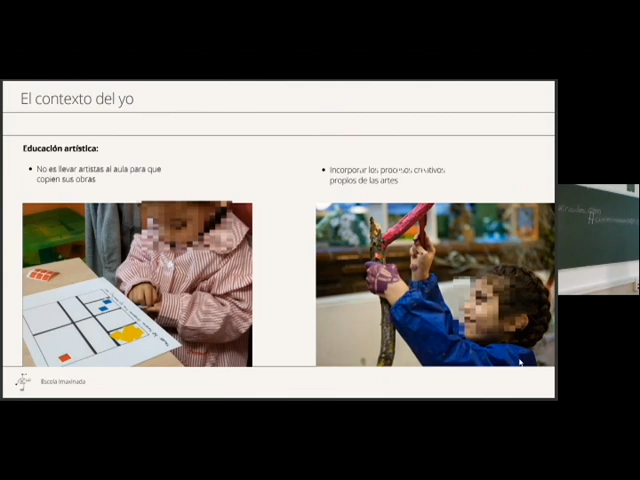 El contexto del yo
Educación artística:
No es llevar artistas al aula para que
copien sus obras
Incorporar los procesos creativos
propios de las artes
Escola Imaxinada